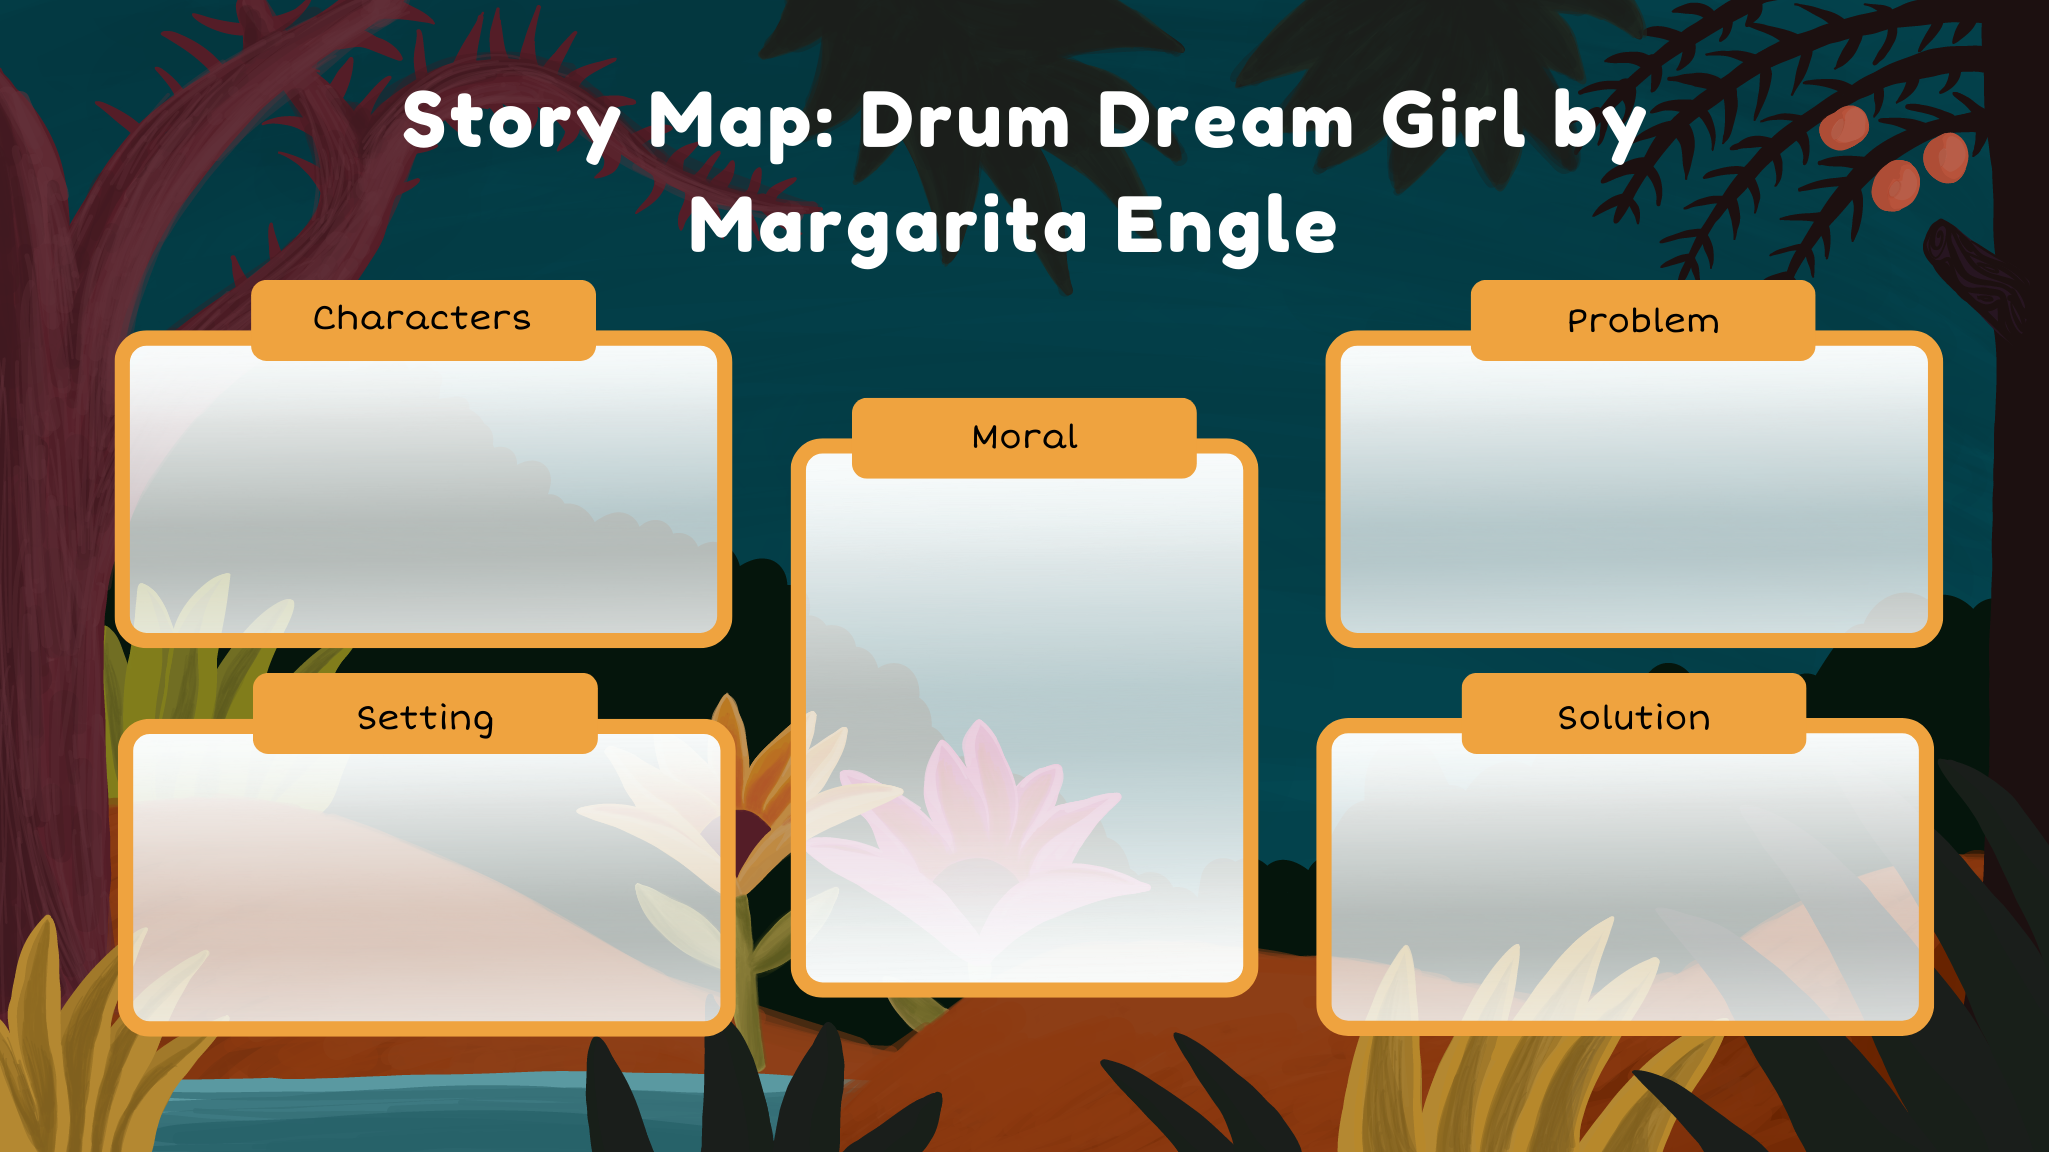 Story Map: Drum Dream Girl by
Margarita Engle
Characters
Problem
Moral
Setting
Solution